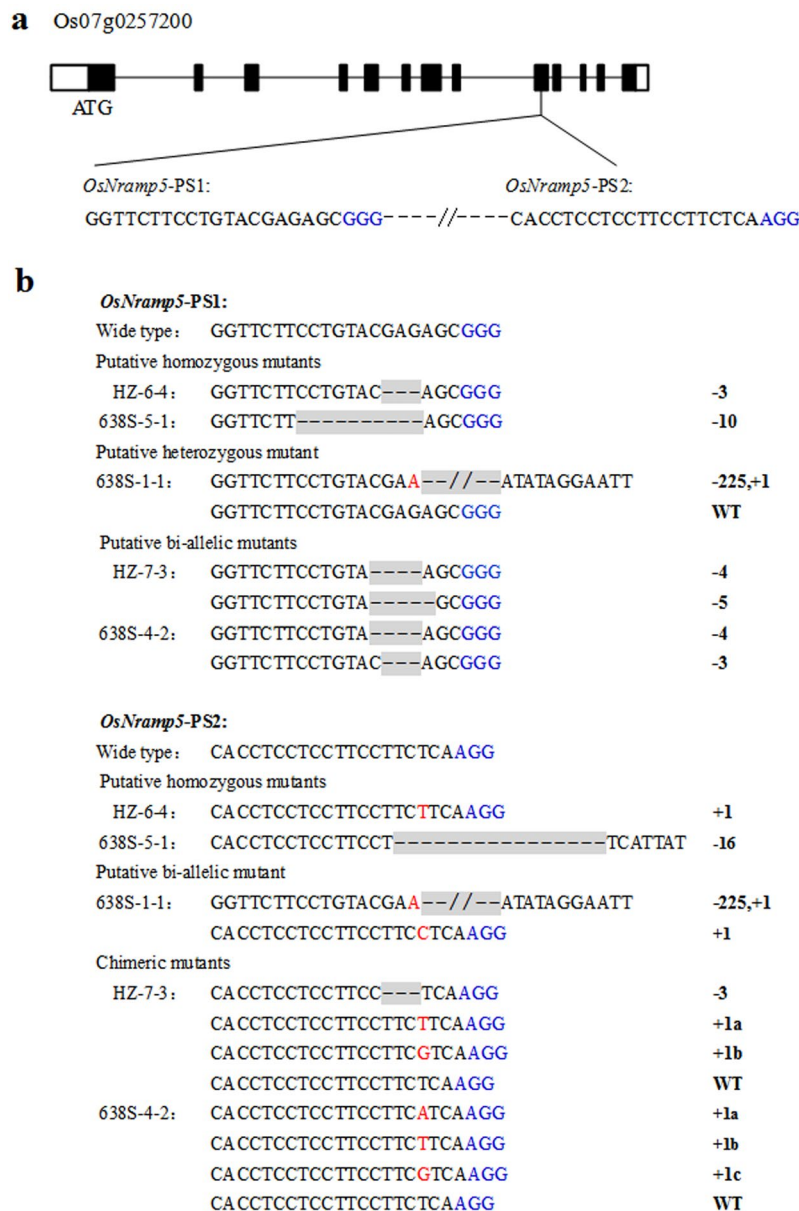 a Os07g0257200
ATG
OsNramp5-PS1: OsNramp5-PS2:
GGTTCTTCCTGTACGAGAGCGGG----//----CACCTCCTCCTTCCTTCTCAAGG
b
OsNramp5-PS1:
Wide type: GGTTCTTCCTGTACGAGAGCGGG
Putative homozygous mutants
HZ-6-4: GGTTCTTCCTGTAC---AGCGGG -3
638S-5-1: GGTTCTT----------AGCGGG -10
Putative heterozygous mutant
638S-1-1: GGTTCTTCCTGTACGAA--//--ATATAGGAATT -225,+1
GGTTCTTCCTGTACGAGAGCGGG WT
Putative bi-allelic mutants
HZ-7-3: GGTTCTTCCTGTA----AGCGGG -4
GGTTCTTCCTGTA-----GCGGG -5
638S-4-2: GGTTCTTCCTGTA----AGCGGG -4
GGTTCTTCCTGTAC---AGCGGG -3
OsNramp5-PS2:
Wide type: CACCTCCTCCTTCCTTCTCAAGG
Putative homozygous mutants
HZ-6-4: CACCTCCTCCTTCCTTCTTCAAGG +1
638S-5-1: CACCTCCTCCTTCCT----------------TCATTAT -16
Putative bi-allelic mutant
638S-1-1: GGTTCTTCCTGTACGAA--//--ATATAGGAATT -225,+1
CACCTCCTCCTTCCTTCCTCAAGG +1
Chimeric mutants
HZ-7-3: CACCTCCTCCTTCC---TCAAGG -3
CACCTCCTCCTTCCTTCTTCAAGG +1a
CACCTCCTCCTTCCTTCGTCAAGG +1b
CACCTCCTCCTTCCTTCTCAAGG WT
638S-4-2: CACCTCCTCCTTCCTTCATCAAGG +1a
CACCTCCTCCTTCCTTCTTCAAGG +1b
CACCTCCTCCTTCCTTCGTCAAGG +1c
CACCTCCTCCTTCCTTCTCAAGG WT